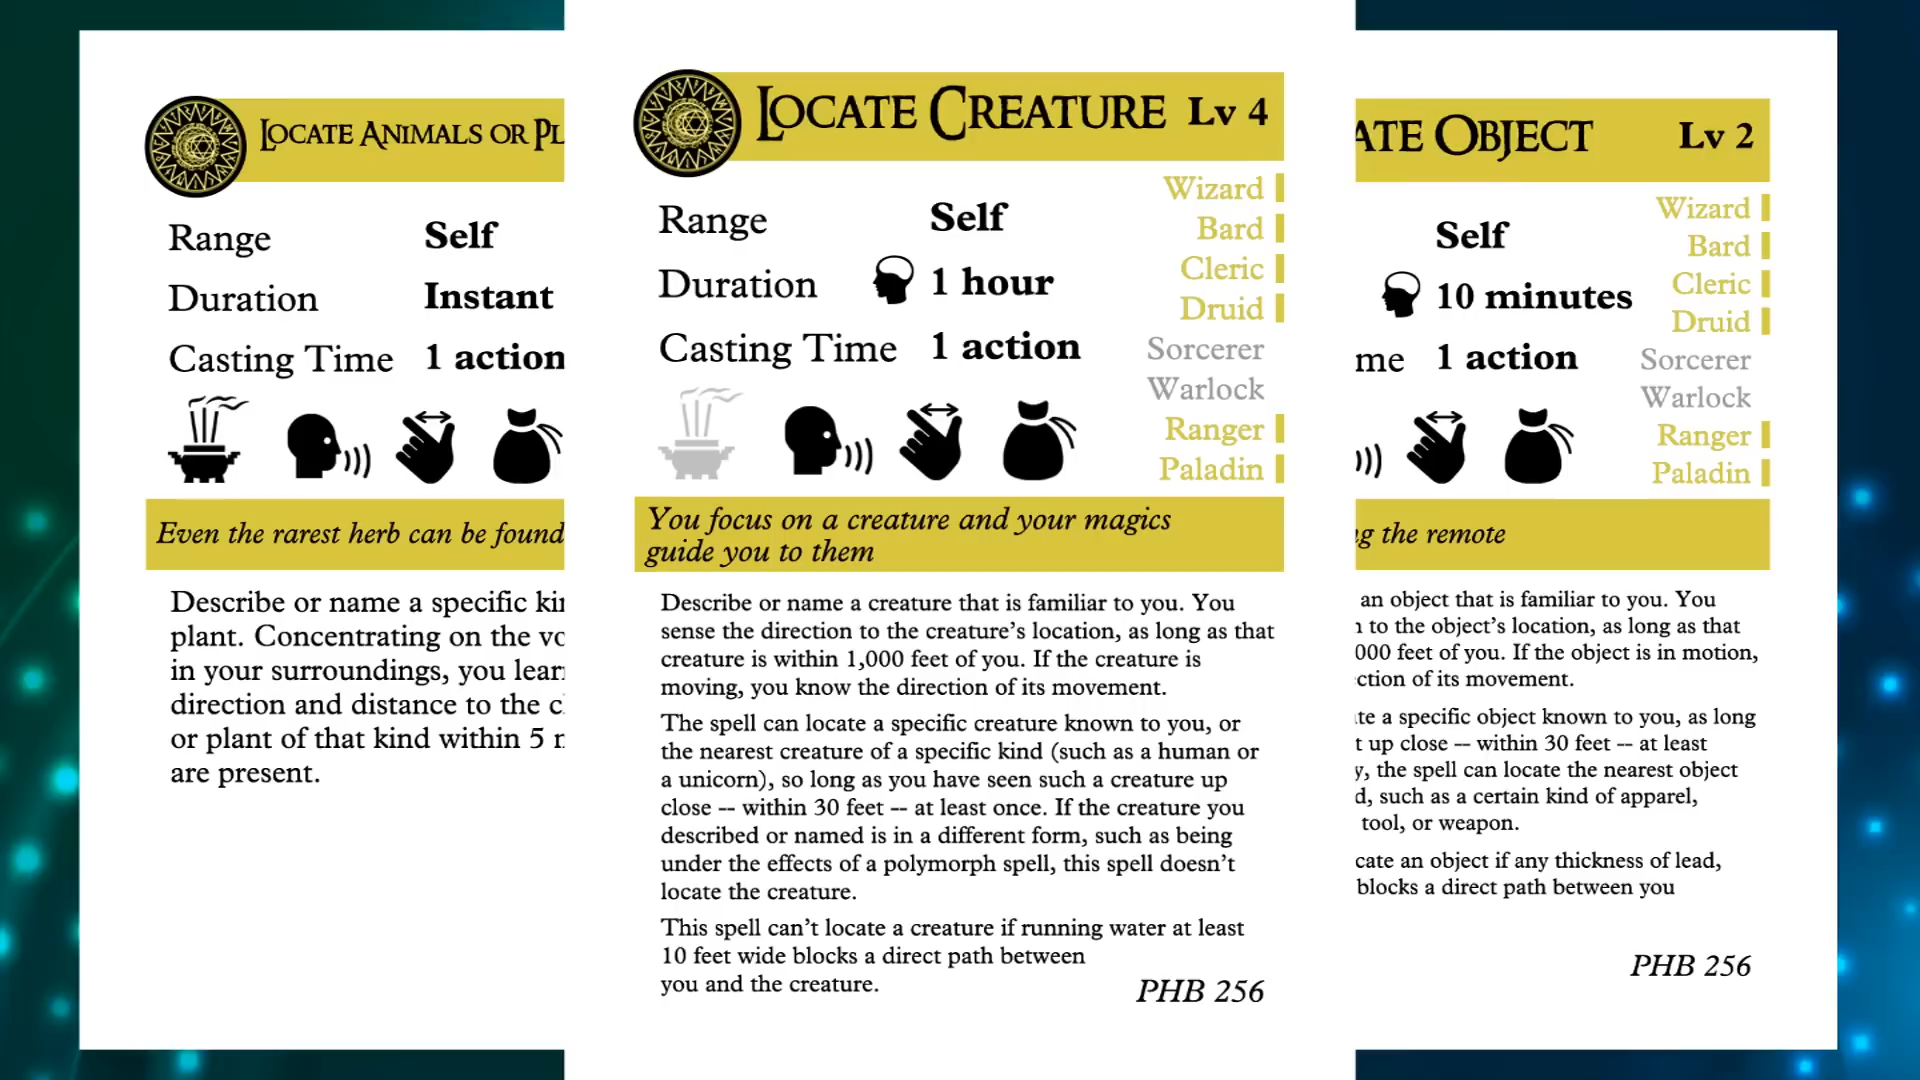 LOCATE ANIMALS OR PL
Range Self
Duration Instant
Casting Time 1 action
Even the rarest herb can be found
Describe or name a specific
plant. Concentrating on the
in your surroundings, you
direction and distance to the
or plant of that kind within 5
are present.
LOCATE CREATURE Lv 4
Range Self
Duration 1 hour
Casting Time 1 action
Wizard
Bard
Cleric
Druid
Sorcerer
Warlock
Ranger
Paladin
You focus on a creature and your magics
guide you to them
Describe or name a creature that is familiar to you. You
sense the direction to the creature's location, as long as that
creature is within 1,000 feet of you. If the creature is
moving, you know the direction of its movement.
The spell can locate a specific creature known to you, or
the nearest creature of a specific kind (such as a human or
a unicorn), so long as you have seen such a creature up
close -- within 30 feet -- at least once. If the creature you
described or named is in a different form, such as being
under the effects of a polymorph spell, this spell doesn't
locate the creature.
This spell can't locate a creature if running water at least
10 feet wide blocks a direct path between
you and the creature.
PHB 256
ATE OBJECT Lv 2
Self
10 minutes
me 1 action
Wizard
Bard
Cleric
Druid
Sorcerer
Warlock
Ranger
Paladin
g the remote
an object that is familiar to you. You
to the object's location, as long as that
000 feet of you. If the object is in motion,
ction of its movement.
te a specific object known to you, as long
t up close -- within 30 feet -- at least
y, the spell can locate the nearest object
d, such as a certain kind of apparel,
tool, or weapon.
cate an object if any thickness of lead,
blocks a direct path between you
PHB 256